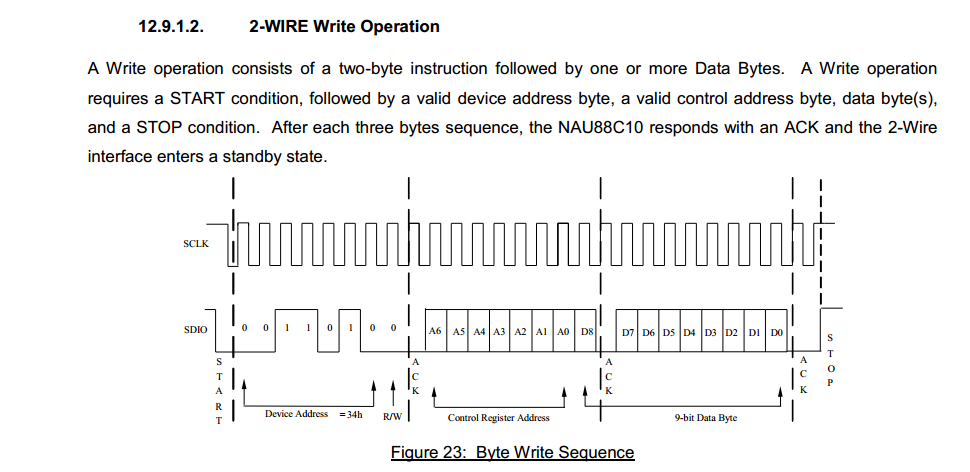 12.9.1.2. 2-WIRE Write Operation
A Write operation consists of a two-byte instruction followed by one or more Data Bytes. A Write operation
requires a START condition, followed by a valid device address byte, a valid control address byte, data byte(s),
and a STOP condition. After each three bytes sequence, the NAU88C10 responds with an ACK and the 2-Wire
interface enters a standby state.
SCLK
SDIO 0 0 1 1 0 1 0 0 A6 A5 A4 A3 A2 A1 A0 D8 D7 D6 D5 D4 D3 D2 D1 D0
START
ACK
ACK
ACK
STOP
Device Address =34h R/W Control Register Address 9-bit Data Byte
Figure 23: Byte Write Sequence